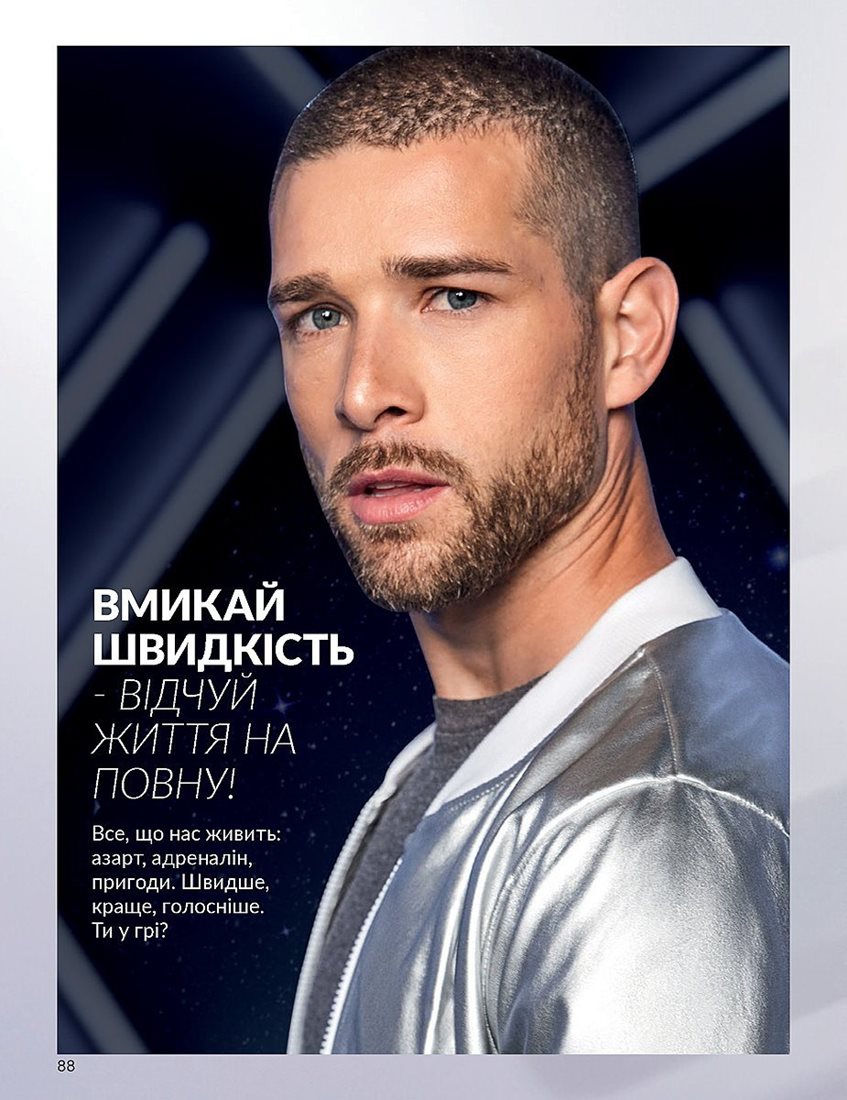 ВМИКАЙ
ШВИДКІСТЬ
- ВІДЧУЙ
ЖИТТЯ НА
ПОВНУ!
Все, що нас живить:
азарт, адреналін,
пригоди. Швидше,
краще, голосніше.
Ти у грі?
88